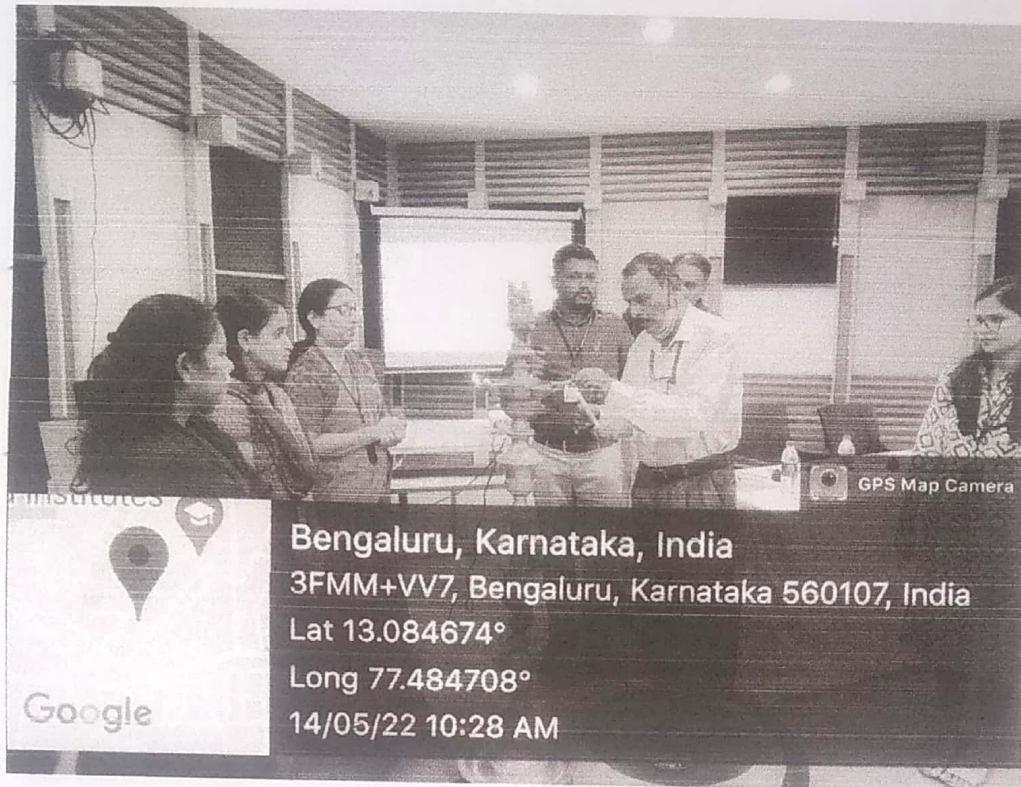 GPS Map Camera
Institutes
Bengaluru, Karnataka, India
3FMM+VV7, Bengaluru, Karnataka 560107, India
Lat 13.084674°
Long 77.484708°
14/05/22 10:28 AM
Google